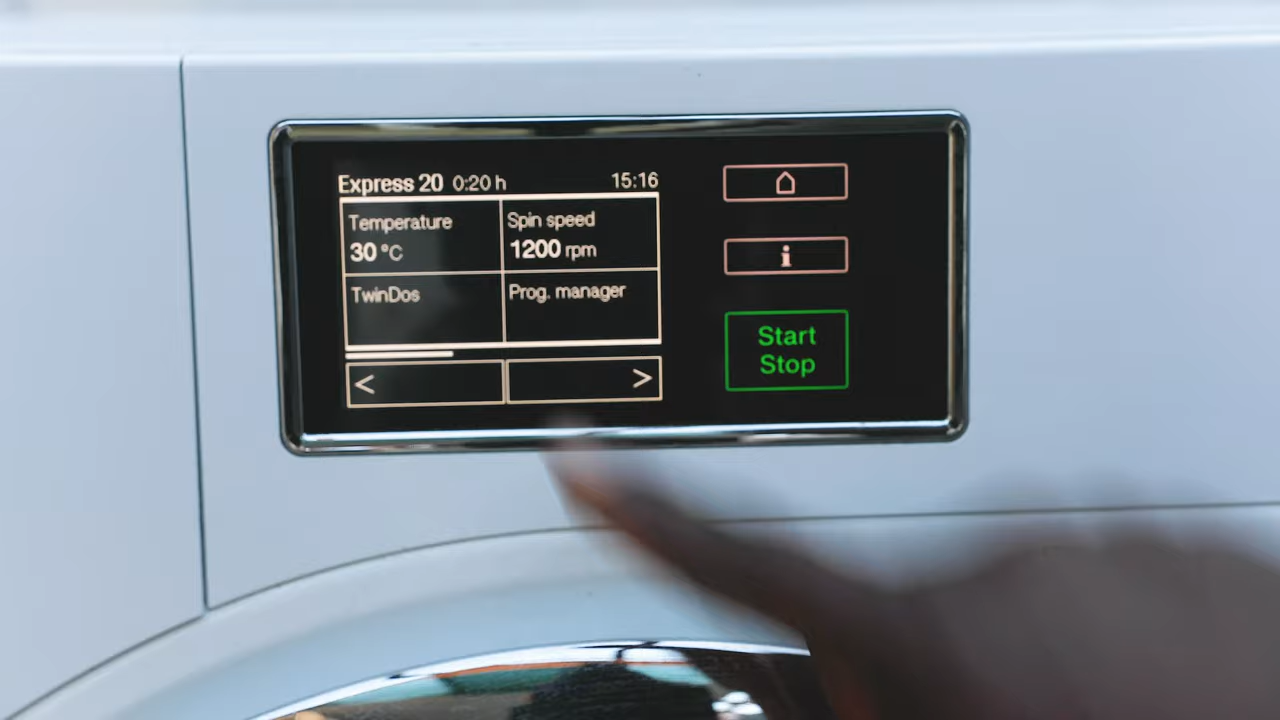 Express 20 0:20 h 15:16
Temperature Spin speed
30 °C 1200 rpm
TwinDos Prog. manager
< >
i
Start
Stop